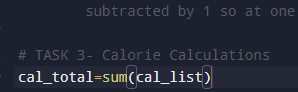 subtracted by 1 so at one
# TASK 3- Calorie Calculations
cal_total=sum(cal_list)